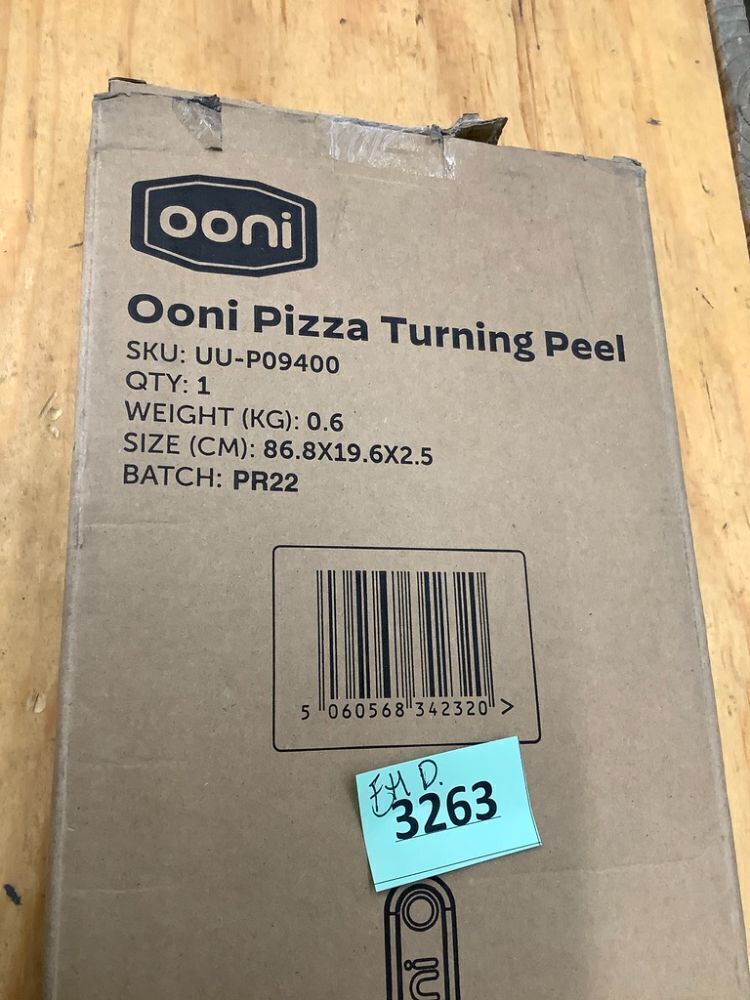 ooni
Ooni Pizza Turning Peel
SKU: UU-P09400
QTY: 1
WEIGHT (KG): 0.6
SIZE (CM): 86.8X19.6X2.5
BATCH: PR22
5 060568 342320 >
D.
3263
ni